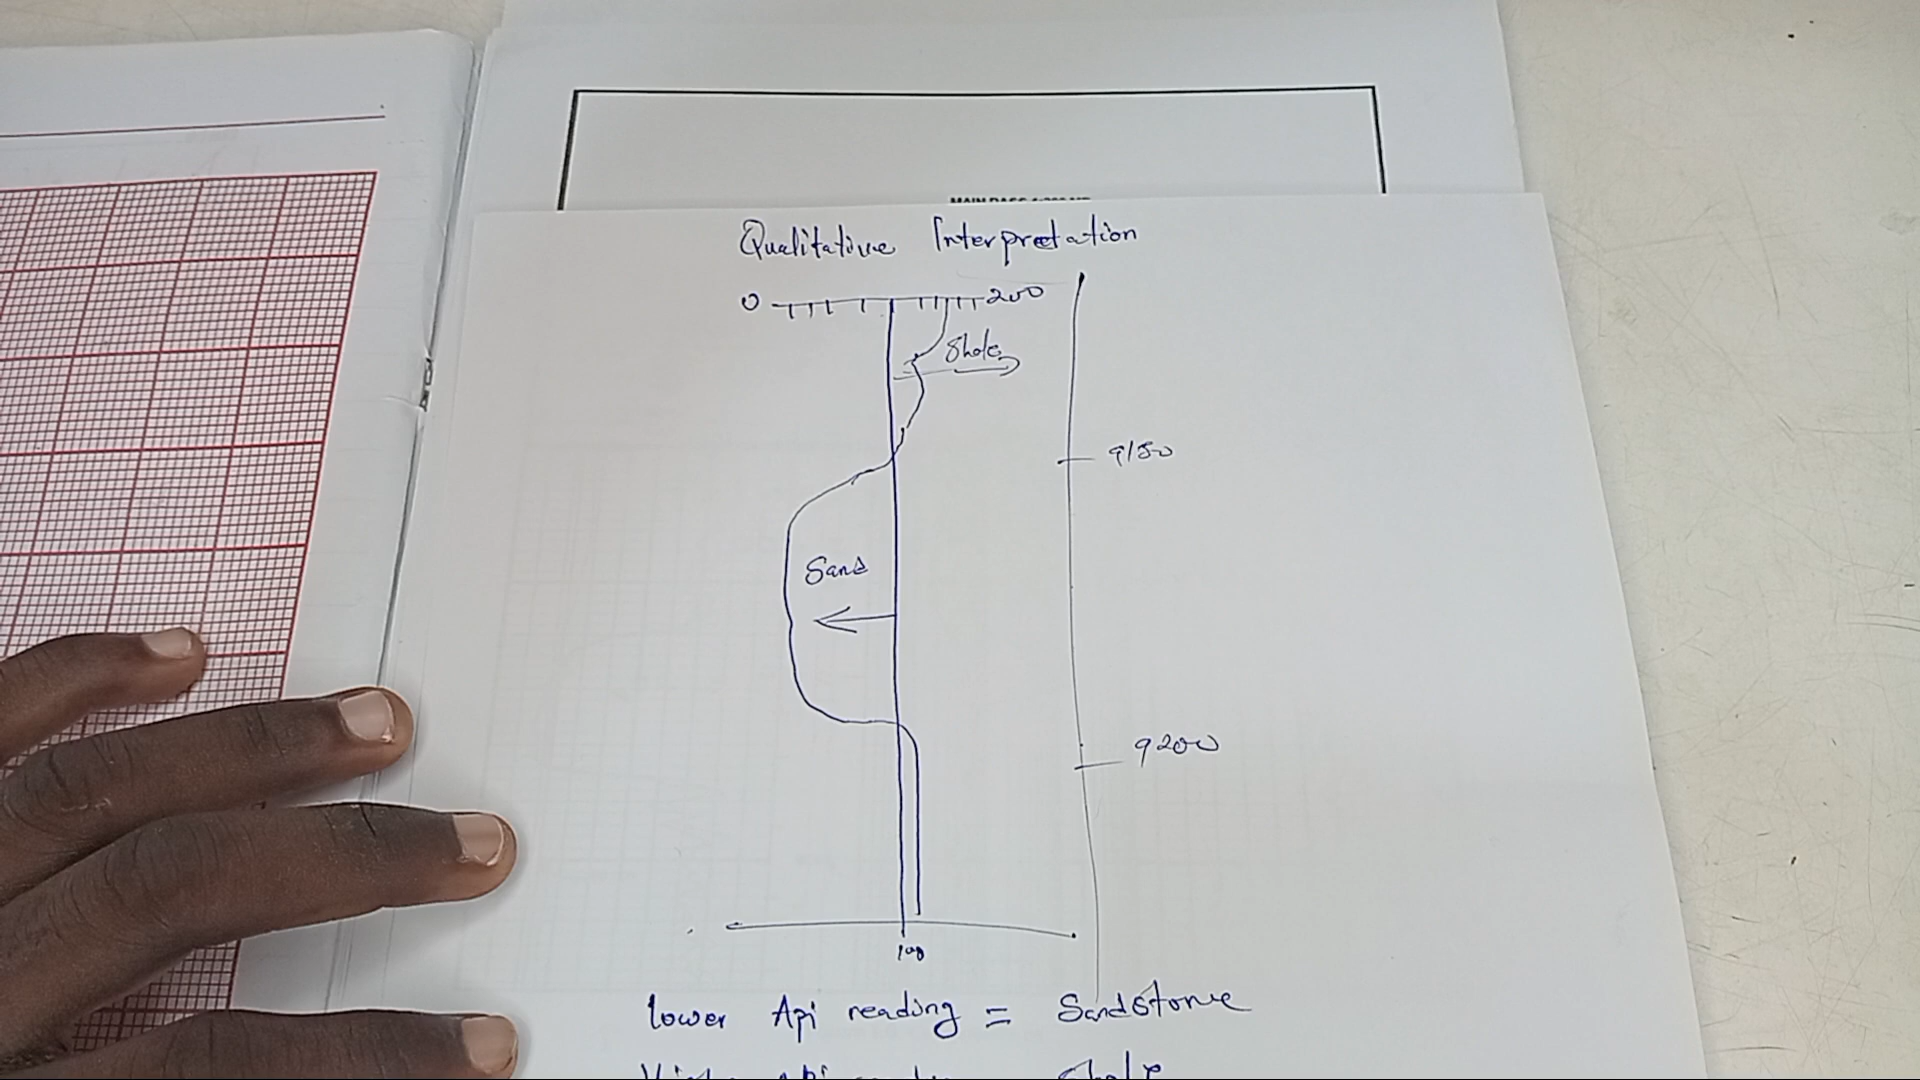 Qualitative Interpretation
0 200
Shale
9150
Sand
9200
100
lower Api reading = Sandstone